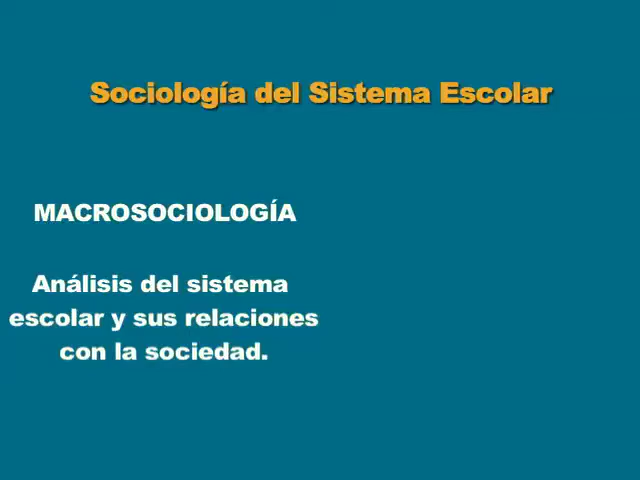 Sociología del Sistema Escolar
MACROSOCIOLOGÍA
Análisis del sistema
escolar y sus relaciones
con la sociedad.